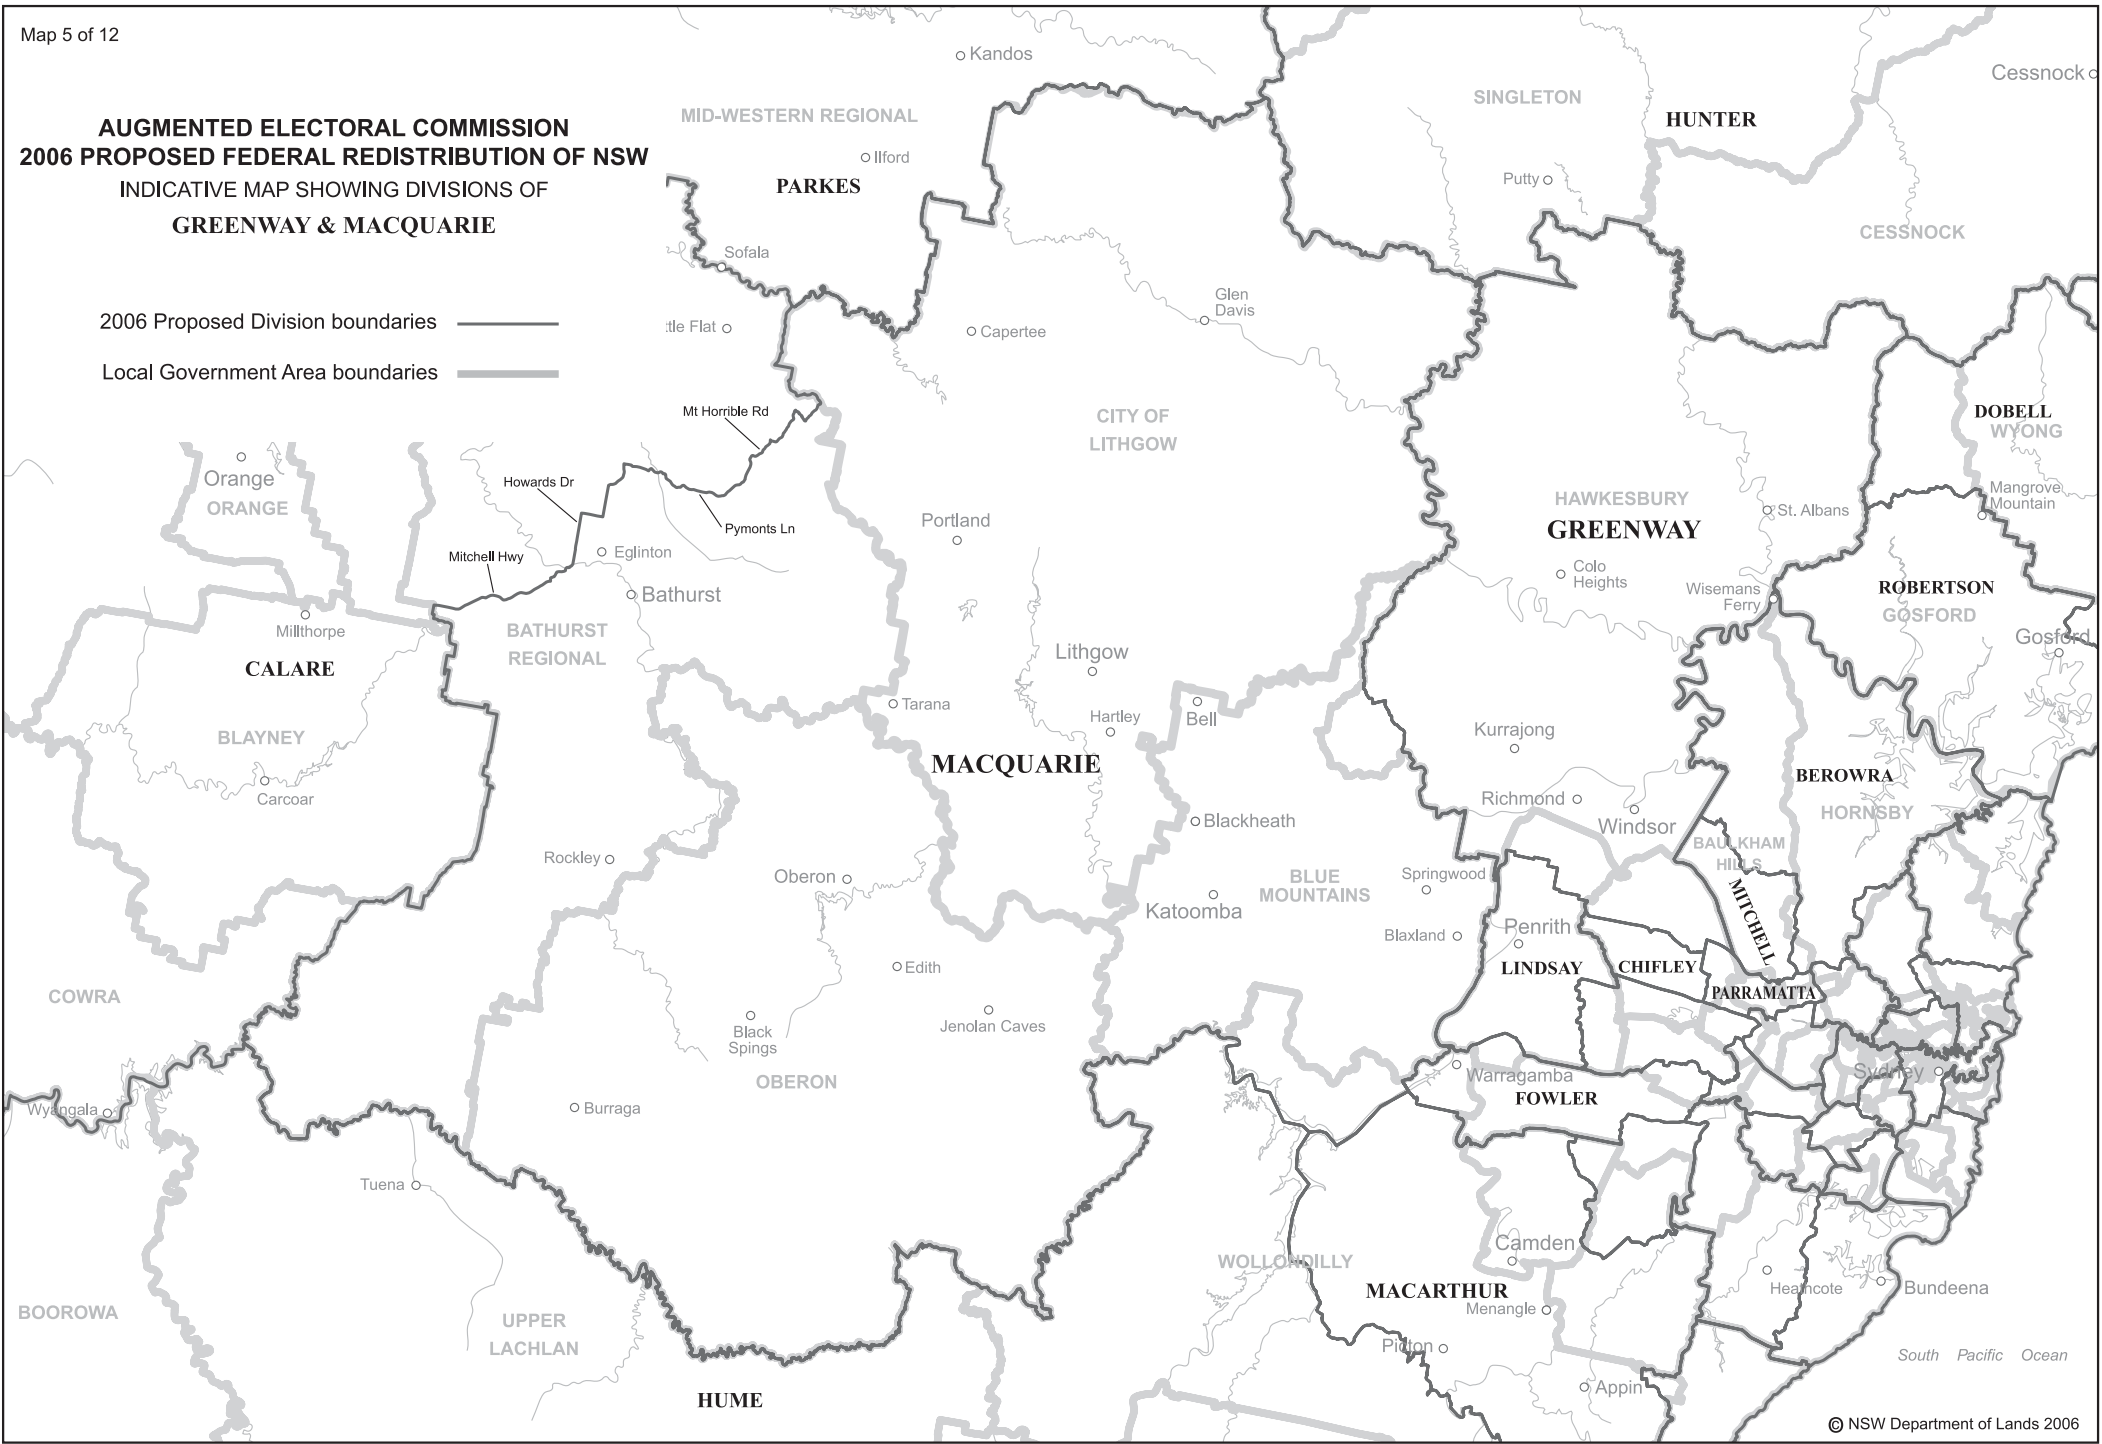 Map 5 of 12
AUGMENTED ELECTORAL COMMISSION
2006 PROPOSED FEDERAL REDISTRIBUTION OF NSW
INDICATIVE MAP SHOWING DIVISIONS OF
GREENWAY & MACQUARIE
2006 Proposed Division boundaries
Local Government Area boundaries
Kandos
MID-WESTERN REGIONAL
Ilford
PARKES
Sofala
ttle Flat
SINGLETON
HUNTER
Cessnock
Putty
CESSNOCK
Glen
Davis
Capertee
CITY OF
LITHGOW
Mt Horrible Rd
Howards Dr
Pymonts Ln
Mitchell Hwy
Eglinton
Bathurst
BATHURST
REGIONAL
Orange
ORANGE
Millthorpe
CALARE
BLAYNEY
Carcoar
Portland
Lithgow
Tarana
Hartley
Bell
MACQUARIE
HAWKESBURY
GREENWAY
St. Albans
Colo
Heights
Wisemans
Ferry
DOBELL
WYONG
Mangrove
Mountain
ROBERTSON
GOSFORD
Gosford
Kurrajong
Richmond
Windsor
BEROWRA
HORNSBY
BAULKHAM
HILLS
MITCHELL
Blackheath
BLUE
MOUNTAINS
Springwood
Katoomba
Blaxland
Penrith
LINDSAY
CHIFLEY
PARRAMATTA
Rockley
Oberon
Edith
Black
Spings
Jenolan Caves
OBERON
Burraga
COWRA
Wyangala
Tuena
BOOROWA
UPPER
LACHLAN
HUME
Warragamba
FOWLER
Sydney
WOLLONDILLY
Camden
MACARTHUR
Menangle
Picton
Appin
Heathcote
Bundeena
South Pacific Ocean
© NSW Department of Lands 2006